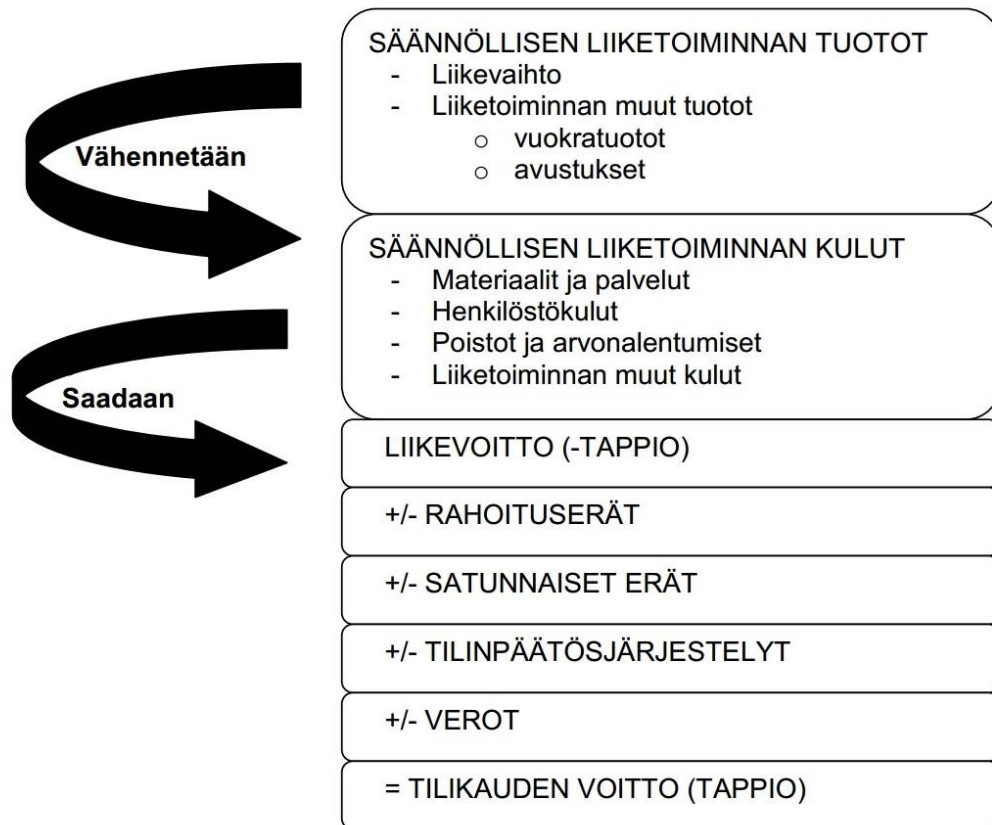 SÄÄNNÖLLISEN LIIKETOIMINNAN TUOTOT
- Liikevaihto
- Liiketoiminnan muut tuotot
o vuokratuotot
o avustukset
Vähennetään
SÄÄNNÖLLISEN LIIKETOIMINNAN KULUT
- Materiaalit ja palvelut
- Henkilöstökulut
- Poistot ja arvonalentumiset
- Liiketoiminnan muut kulut
Saadaan
LIIKEVOITTO (-TAPPIO)
+/- RAHOITUSERÄT
+/- SATUNNAISET ERÄT
+/- TILINPÄÄTÖSJÄRJESTELYT
+/- VEROT
= TILIKAUDEN VOITTO (TAPPIO)